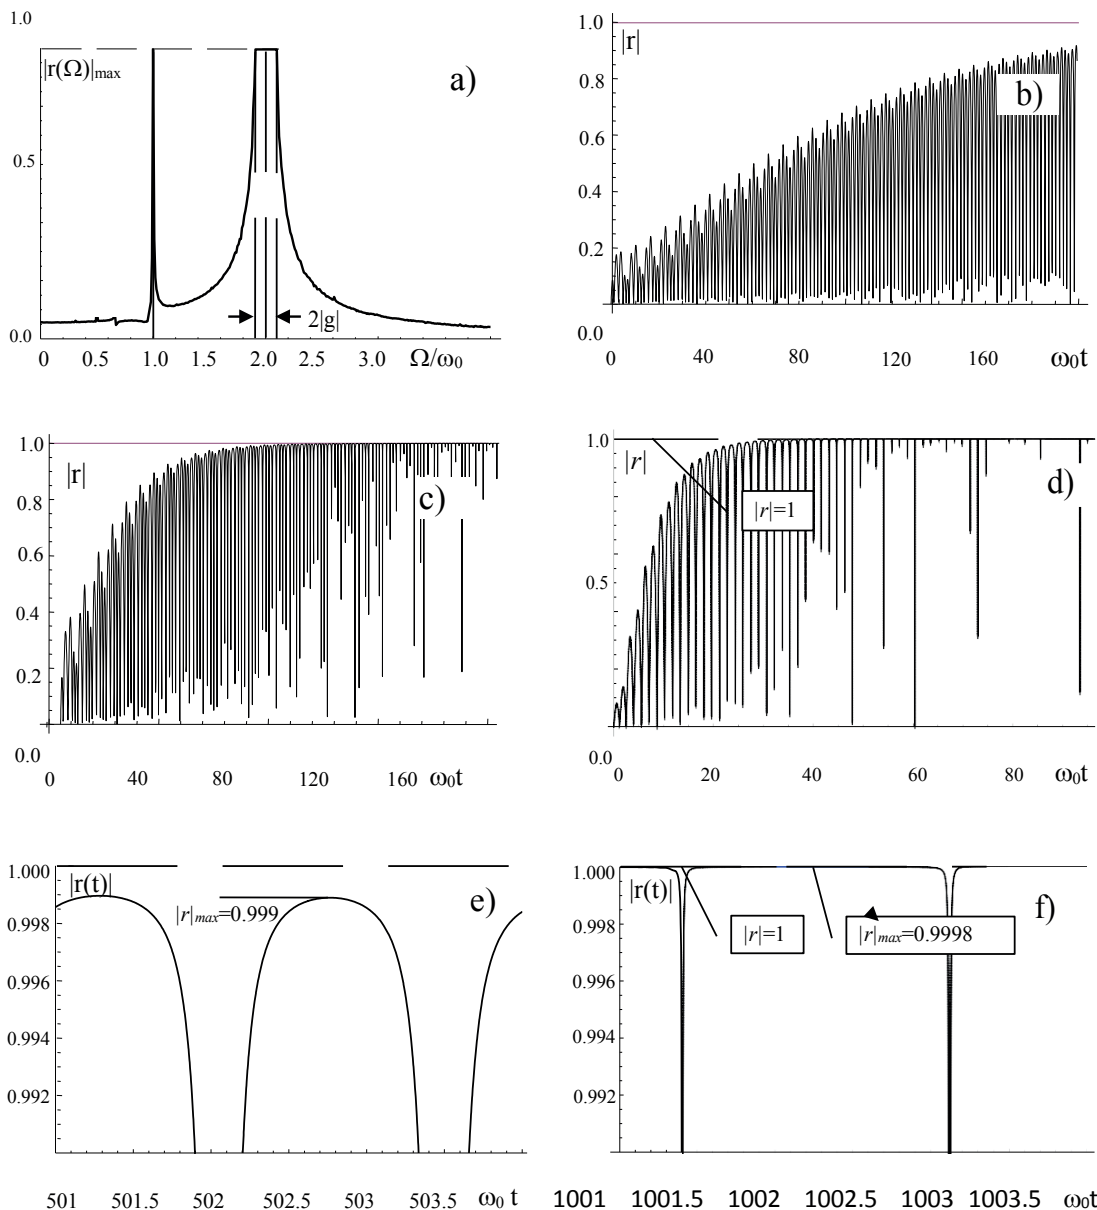 1.0
|r(Ω)|max
a)
0.5
2|g|
0.0
0 0.5 1.0 1.5 2.0 2.5 3.0 Ω/ω0
1.0
|r|
b)
0.8
0.6
0.4
0.2
0.0
0 40 80 120 160 ω0t
1.0
|r|
c)
0.8
0.6
0.4
0.2
0.0
0 40 80 120 160 ω0t
1.0
|r|
d)
|r|=1
0.5
0.0
0 20 40 60 80 ω0t
1.000
|r(t)|
e)
0.998
|r|max=0.999
0.996
0.994
0.992
501 501.5 502 502.5 503 503.5 ω0 t
1.000
|r(t)|
f)
0.998
|r|=1
|r|max=0.9998
0.996
0.994
0.992
1001 1001.5 1002 1002.5 1003 1003.5 ω0t